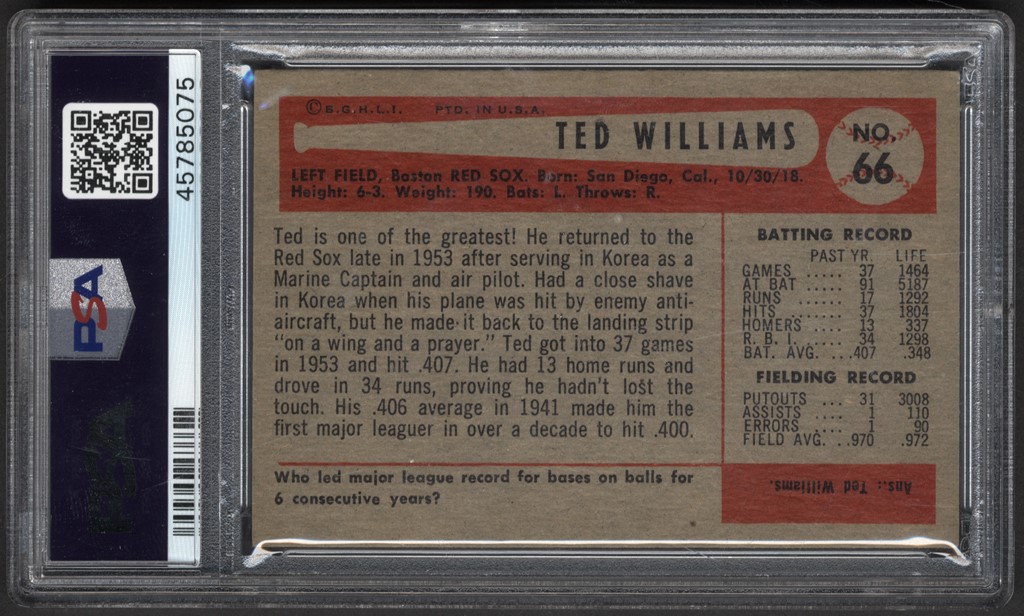 45785075
PSA
©B.G.H.L.I. PTD. IN U.S.A.
TED WILLIAMS
NO.
66
LEFT FIELD, Boston RED SOX. Born: San Diego, Cal., 10/30/18.
Height: 6-3. Weight: 190. Bats: L. Throws: R.
Ted is one of the greatest! He returned to the
Red Sox late in 1953 after serving in Korea as a
Marine Captain and air pilot. Had a close shave
in Korea when his plane was hit by enemy anti-
aircraft, but he made it back to the landing strip
"on a wing and a prayer." Ted got into 37 games
in 1953 and hit .407. He had 13 home runs and
drove in 34 runs, proving he hadn't lost the
touch. His .406 average in 1941 made him the
first major leaguer in over a decade to hit .400.
BATTING RECORD
PAST YR. LIFE
GAMES ..... 37 1464
AT BAT ..... 91 5187
RUNS ...... 17 1292
HITS ....... 37 1804
HOMERS .... 13 337
R. B. I. ..... 34 1298
BAT. AVG. ...407 .348
FIELDING RECORD
PUTOUTS ... 31 3008
ASSISTS .... 1 110
ERRORS .... 1 90
FIELD AVG. ..970 .972
Who led major league record for bases on balls for
6 consecutive years?
Ans.: Ted Williams.